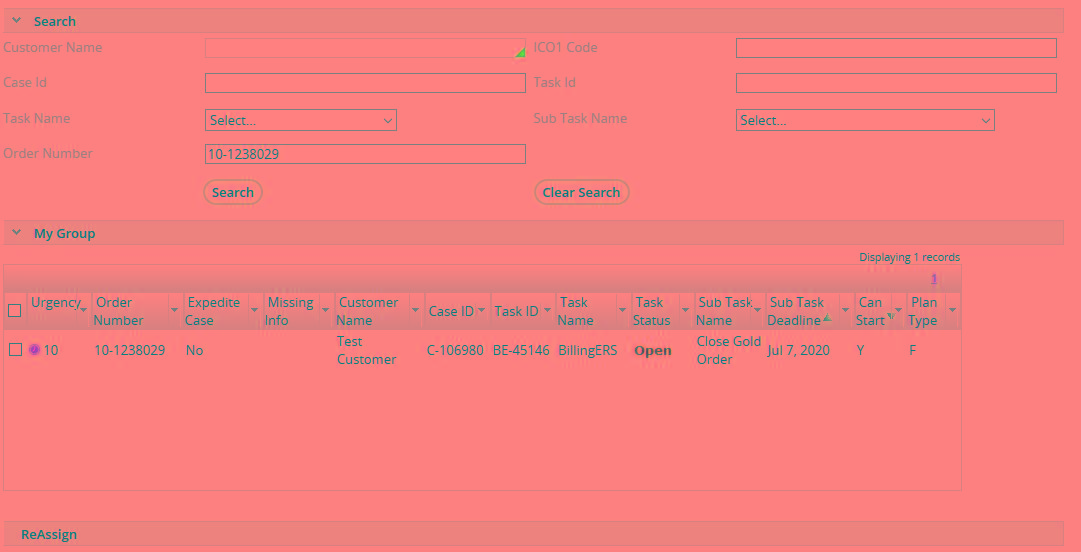 Search
Customer Name ICO1 Code
Case Id Task Id
Task Name Select... Sub Task Name Select...
Order Number 10-1238029
Search Clear Search
My Group
Displaying 1 records
1
Urgency Order Number Expedite Case Missing Info Customer Name Case ID Task ID Task Name Task Status Sub Task Name Sub Task Deadline Can Start Plan Type
10 10-1238029 No Test Customer C-106980 BE-45146 BillingERS Open Close Gold Order Jul 7, 2020 Y F
ReAssign